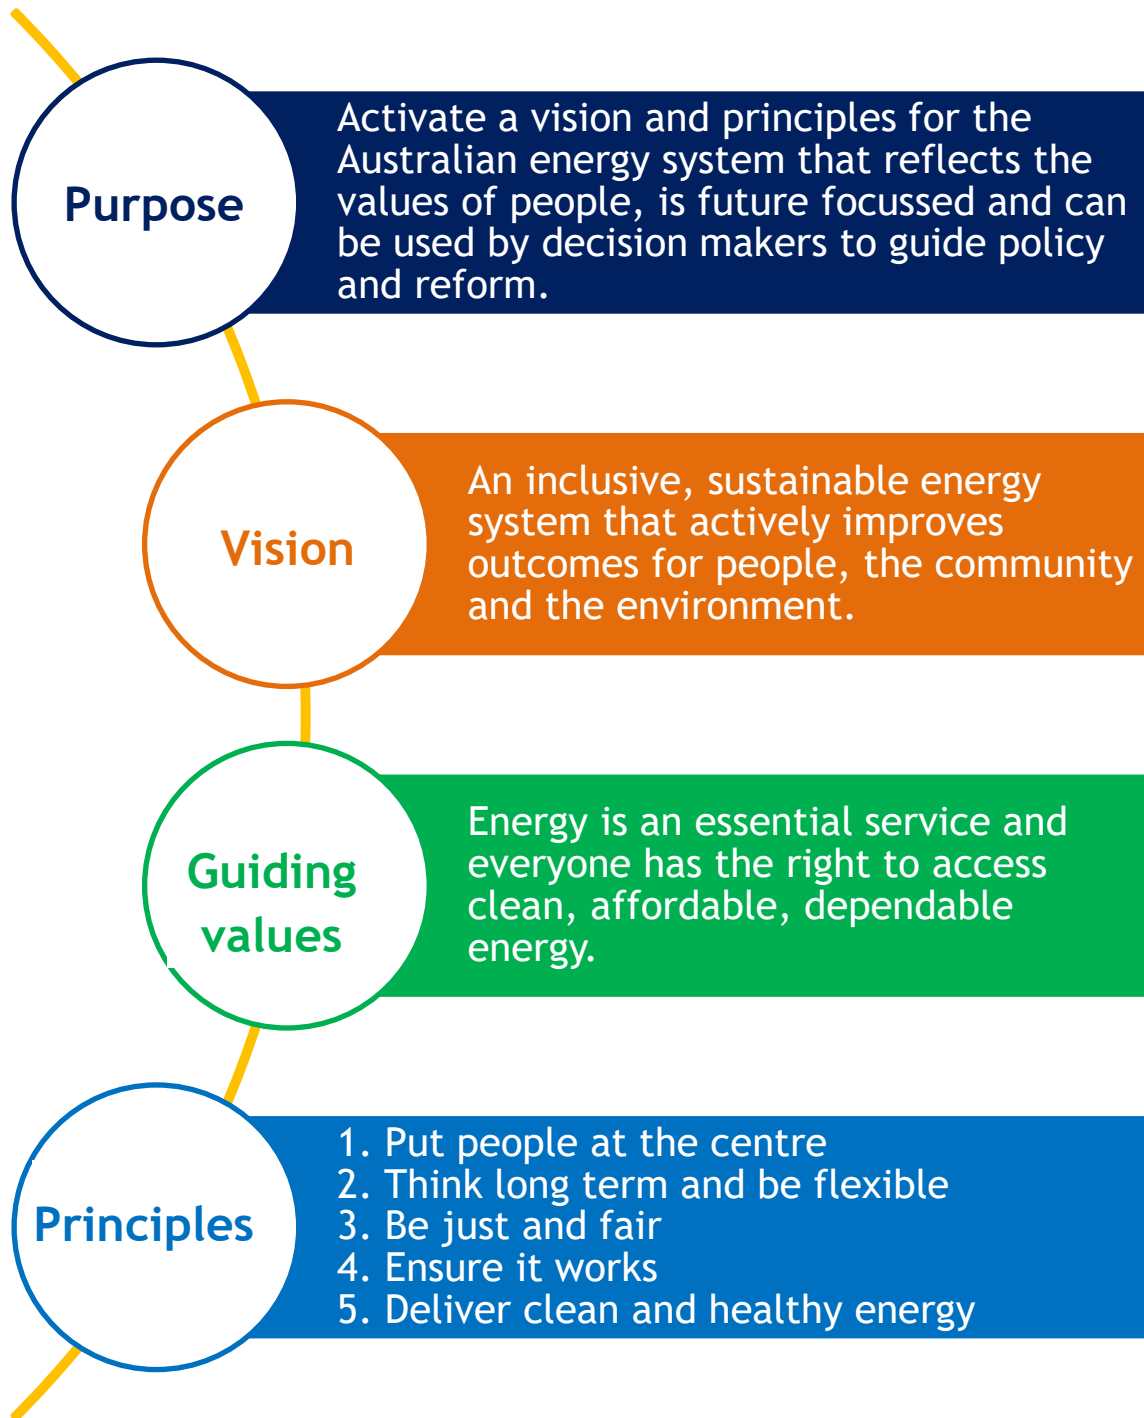 Purpose
Activate a vision and principles for the
Australian energy system that reflects the
values of people, is future focussed and can
be used by decision makers to guide policy
and reform.
Vision
An inclusive, sustainable energy
system that actively improves
outcomes for people, the community
and the environment.
Guiding
values
Energy is an essential service and
everyone has the right to access
clean, affordable, dependable
energy.
Principles
1. Put people at the centre
2. Think long term and be flexible
3. Be just and fair
4. Ensure it works
5. Deliver clean and healthy energy